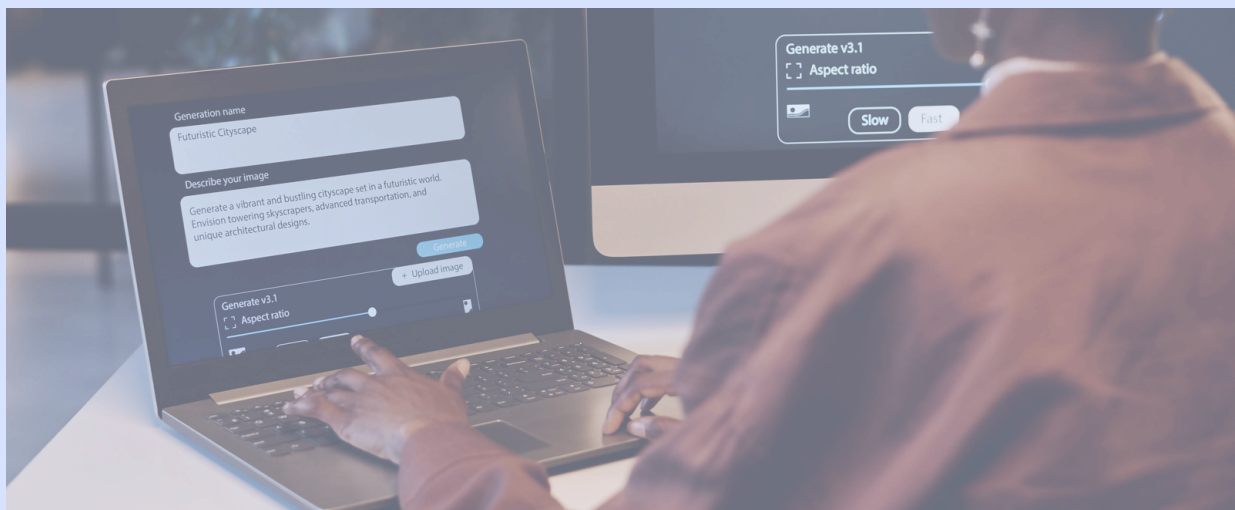 Generation name
Futuristic Cityscape
Describe your image
Generate a vibrant and bustling cityscape set in a futuristic world.
Envision towering skyscrapers, advanced transportation, and
unique architectural designs.
Generate
+ Upload image
Generate v3.1
Aspect ratio
Generate v3.1
Aspect ratio
Slow
Fast